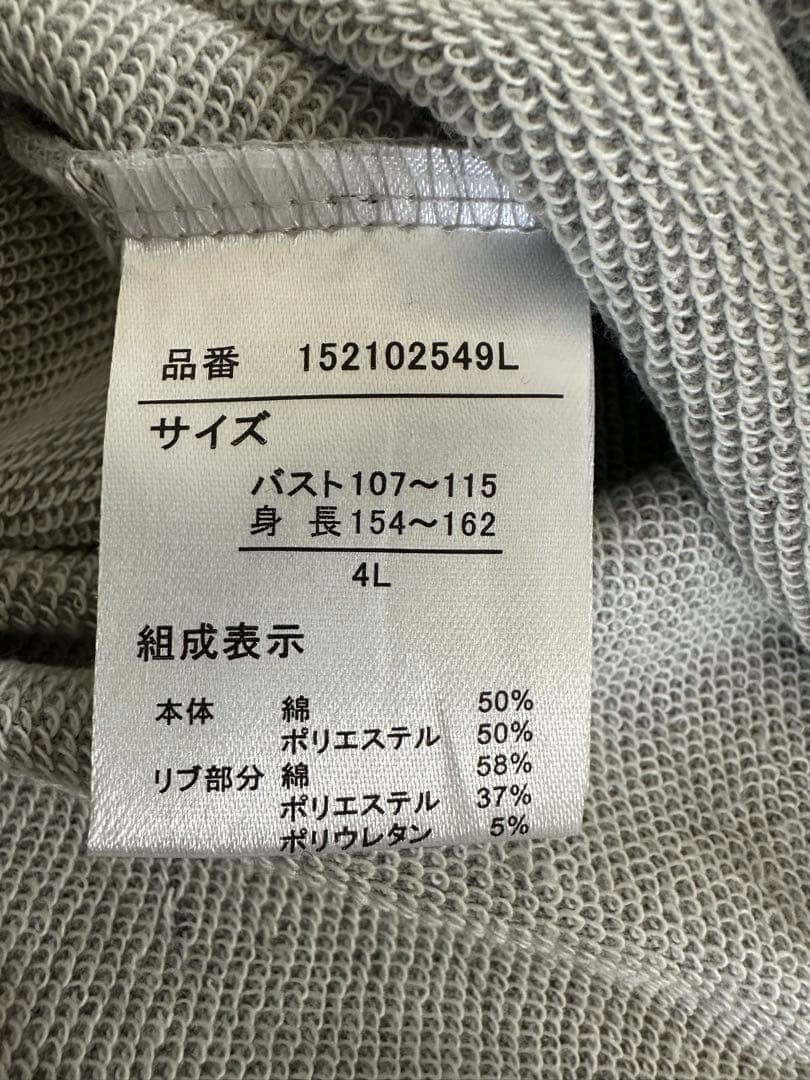 品番 152102549L
サイズ
バスト107～115
身 長154～162
4L
組成表示
本体 綿 50%
ポリエステル 50%
リブ部分 綿 58%
ポリエステル 37%
ポリウレタン 5%